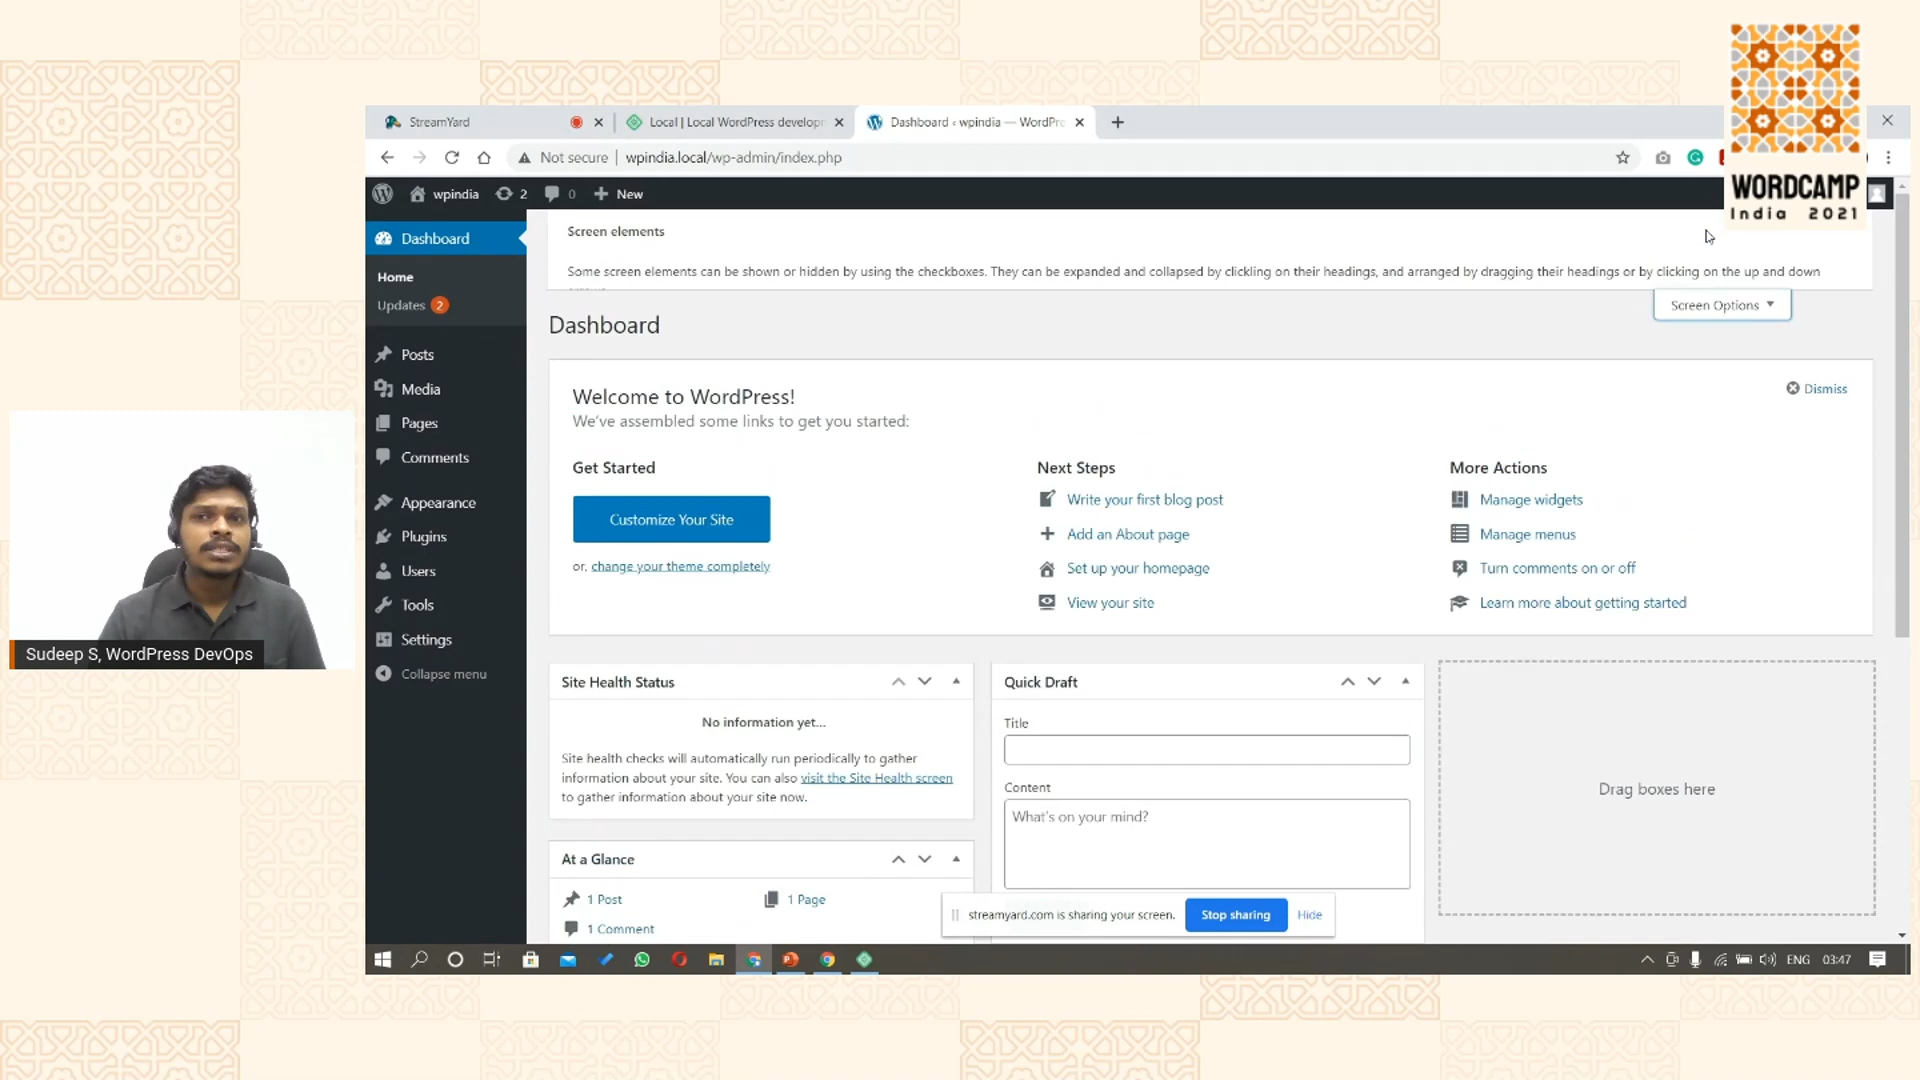 StreamYard
Local | Local WordPress developm
Dashboard ‹ wpindia — WordPre
Not secure
wpindia.local/wp-admin/index.php
WORDCAMP
India 2021
wpindia
2
0
New
Dashboard
Home
Updates 2
Posts
Media
Pages
Comments
Appearance
Plugins
Users
Tools
Settings
Collapse menu
Screen elements
Some screen elements can be shown or hidden by using the checkboxes. They can be expanded and collapsed by clickling on their headings, and arranged by dragging their headings or by clicking on the up and down
Screen Options
Dashboard
Welcome to WordPress!
We've assembled some links to get you started:
Dismiss
Get Started
Customize Your Site
or, change your theme completely
Next Steps
Write your first blog post
Add an About page
Set up your homepage
View your site
More Actions
Manage widgets
Manage menus
Turn comments on or off
Learn more about getting started
Site Health Status
No information yet...
Site health checks will automatically run periodically to gather
information about your site. You can also visit the Site Health screen
to gather information about your site now.
At a Glance
1 Post
1 Page
1 Comment
Quick Draft
Title
Content
What's on your mind?
Drag boxes here
streamyard.com is sharing your screen.
Stop sharing
Hide
ENG
03:47
Sudeep S, WordPress DevOps